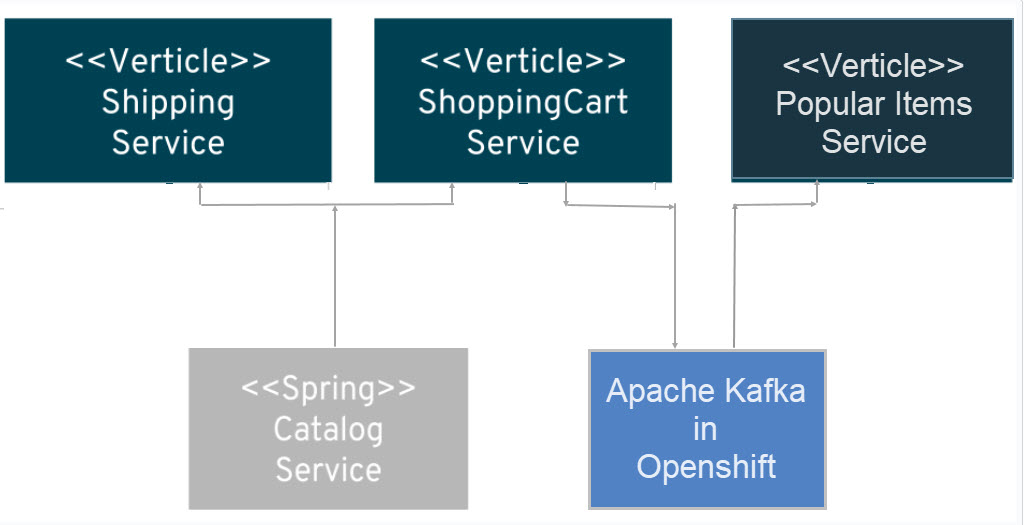 <<Verticle>>
Shipping
Service
<<Verticle>>
ShoppingCart
Service
<<Verticle>>
Popular Items
Service
<<Spring>>
Catalog
Service
Apache Kafka
in
Openshift